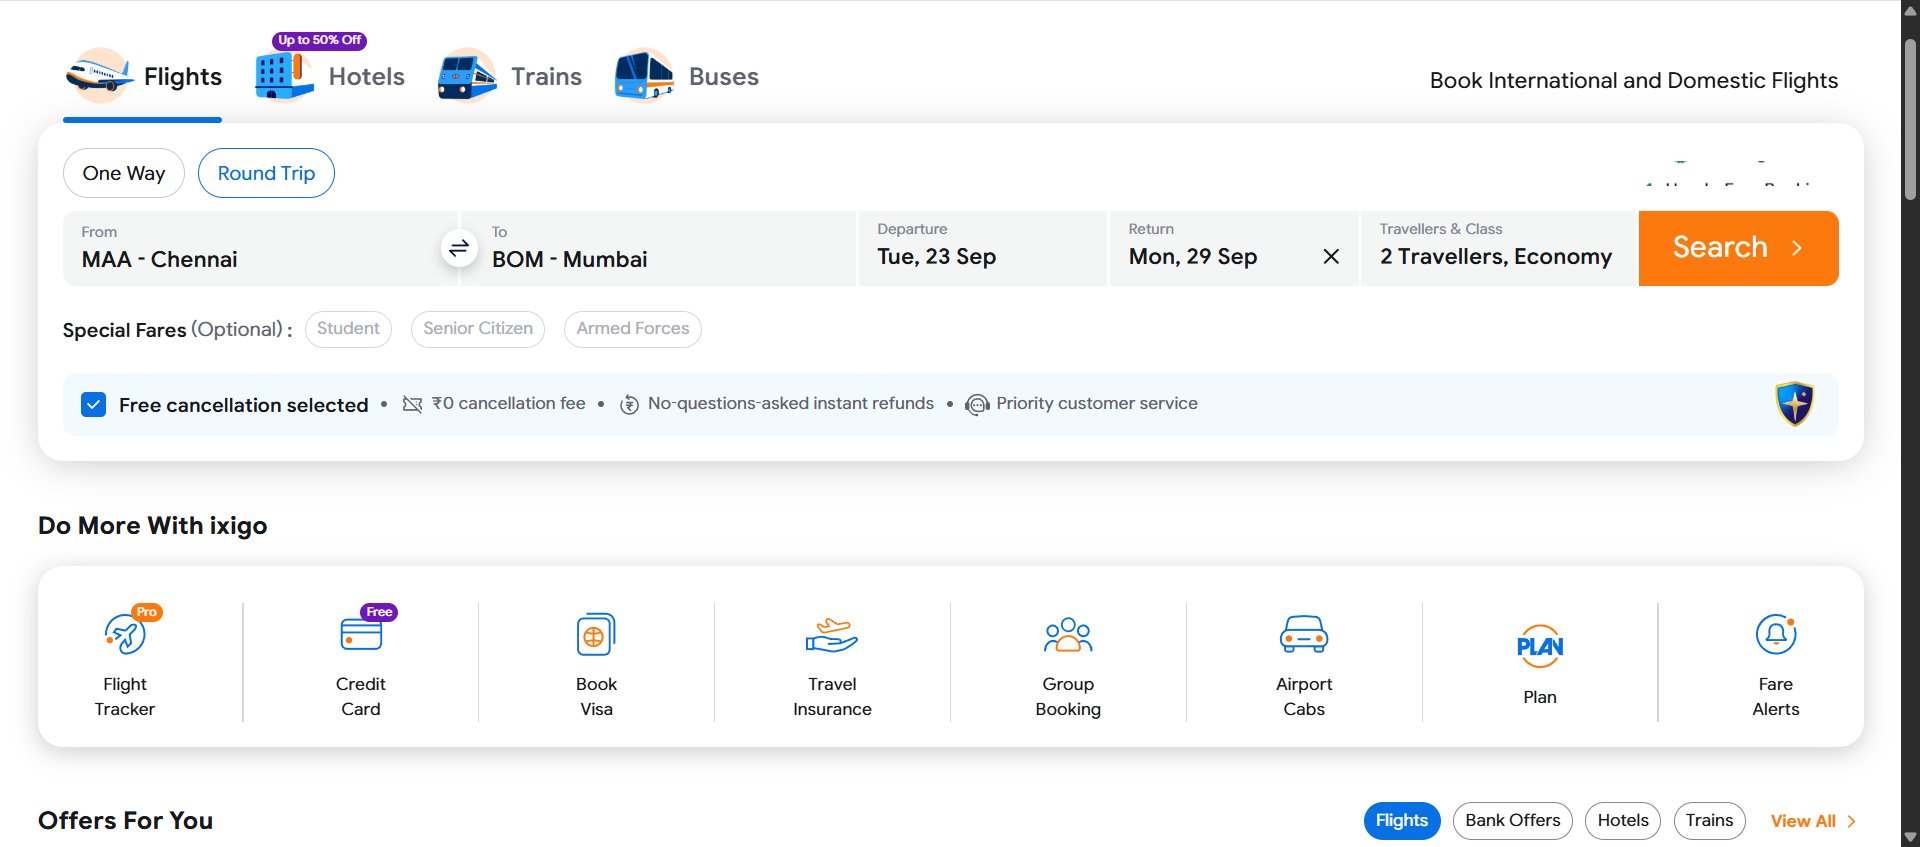 Up to 50% Off
Flights
Hotels
Trains
Buses
Book International and Domestic Flights
One Way
Round Trip
From
MAA - Chennai
To
BOM - Mumbai
Departure
Tue, 23 Sep
Return
Mon, 29 Sep
Travellers & Class
2 Travellers, Economy
Search
Special Fares (Optional) :
Student
Senior Citizen
Armed Forces
Free cancellation selected • ₹0 cancellation fee • No-questions-asked instant refunds • Priority customer service
Do More With ixigo
Pro
Flight
Tracker
Free
Credit
Card
Book
Visa
Travel
Insurance
Group
Booking
Airport
Cabs
PLAN
Plan
Fare
Alerts
Offers For You
Flights
Bank Offers
Hotels
Trains
View All